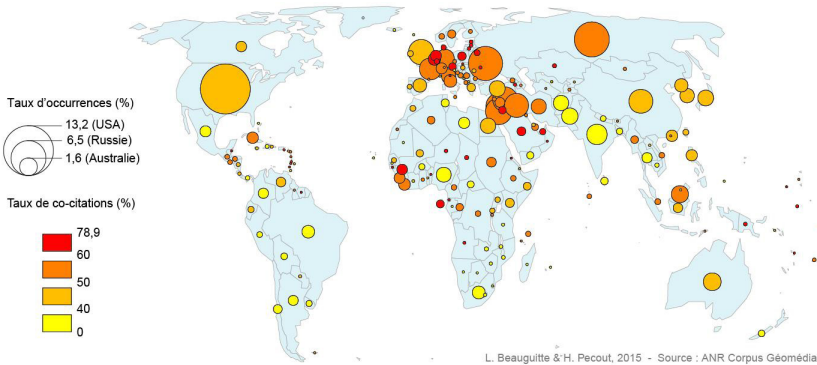 Taux d'occurrences (%)
13,2 (USA)
6,5 (Russie)
1,6 (Australie)
Taux de co-citations (%)
78,9
60
50
40
0
L. Beauguitte & H. Pecout, 2015 - Source : ANR Corpus Géomédia